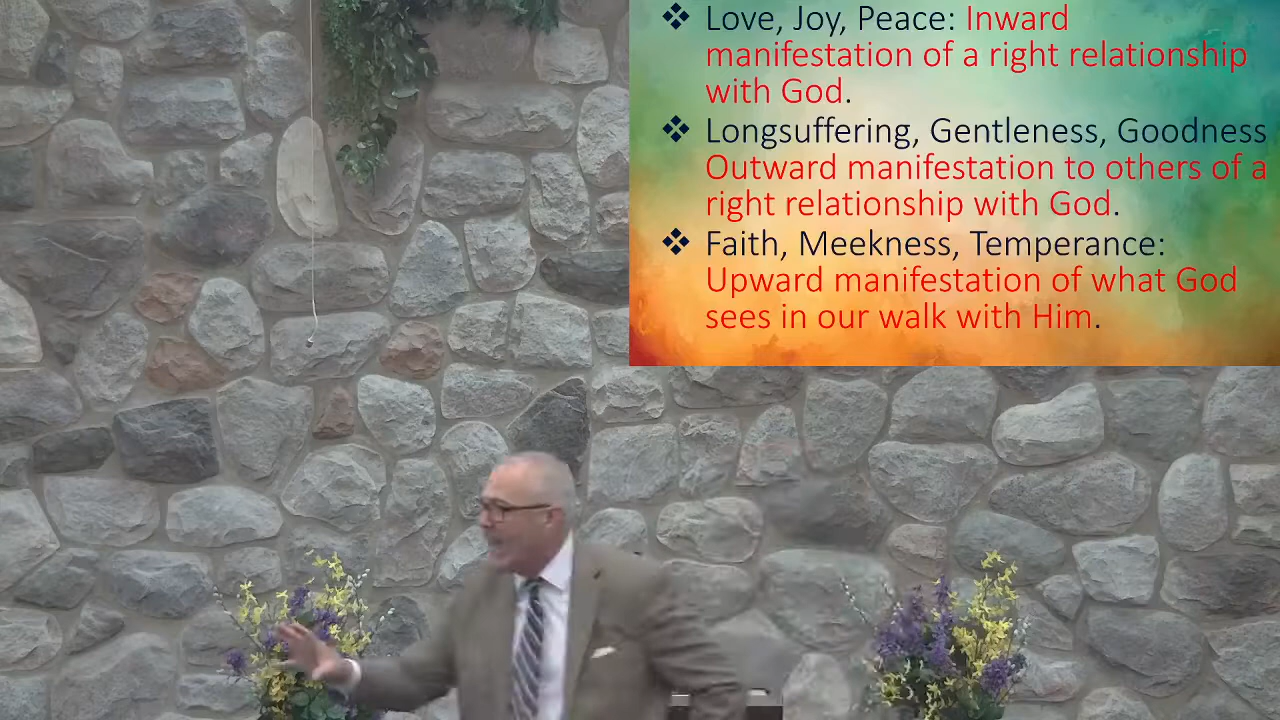 ❖ Love, Joy, Peace: Inward
manifestation of a right relationship
with God.
❖ Longsuffering, Gentleness, Goodness
Outward manifestation to others of a
right relationship with God.
❖ Faith, Meekness, Temperance:
Upward manifestation of what God
sees in our walk with Him.